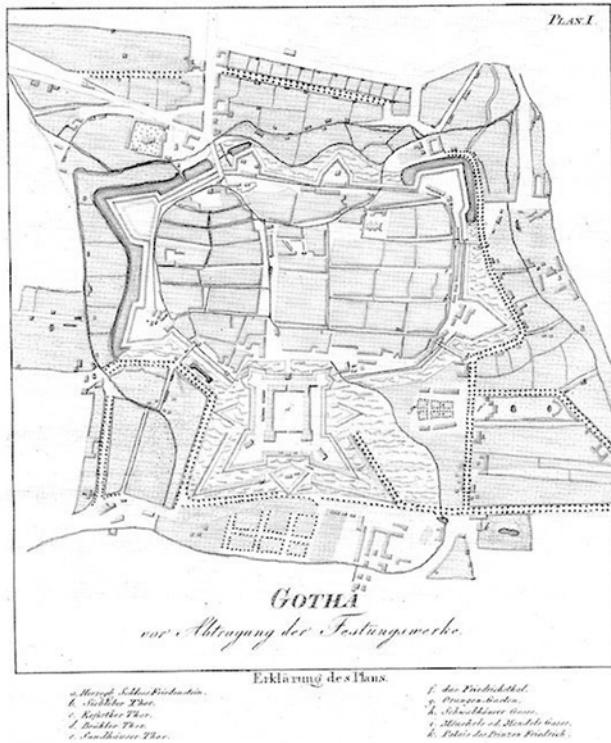 PLAN I.
GOTHA
vor Abtragung der Festungswerke.
Erklärung des Plans.
a. Herzogl. Schloss Friedenstein.
b. Siebleber Thor.
c. Thor.
d. Brühler Thor.
e. Sundhäuser Thor.
f. das Friedrichsthal.
g. Orangen Garten.
h. Schwabhäuser Gasse.
i. Mönchels od. Mendels Gasse.
k. Palais des Prinzen Friedrich.